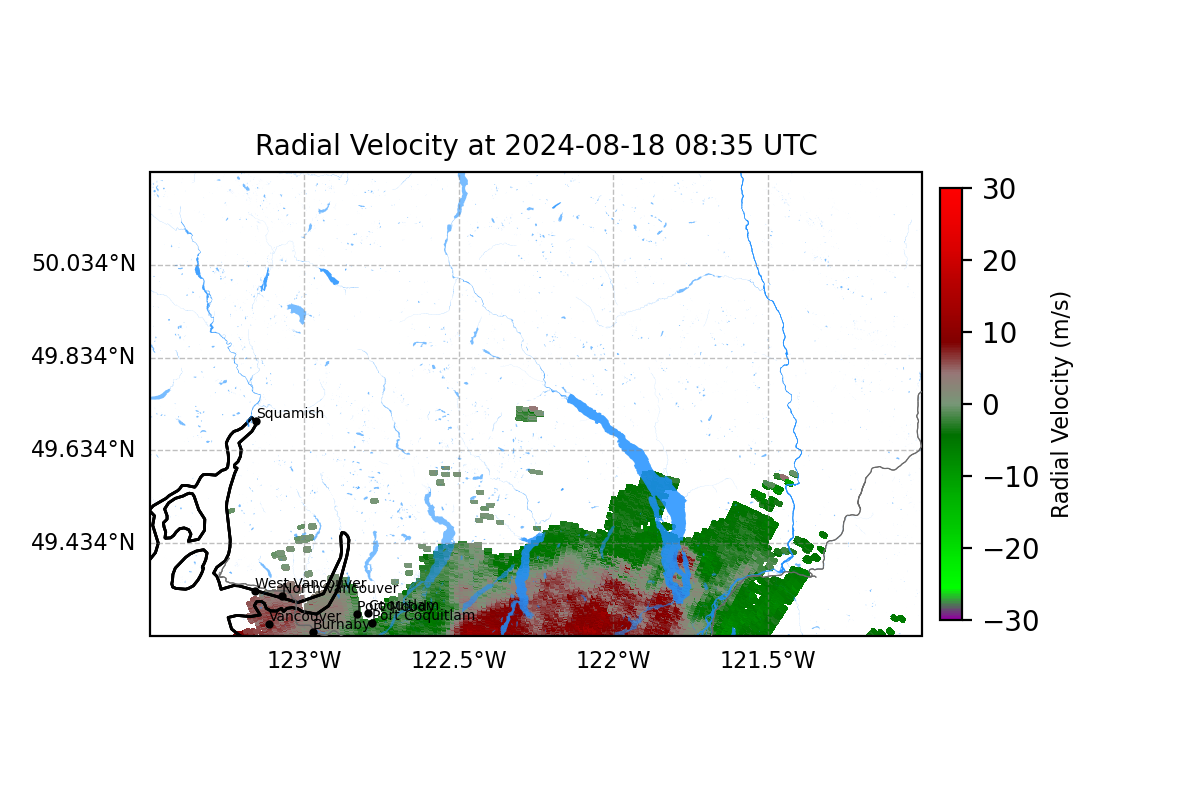 Radial Velocity at 2024-08-18 08:35 UTC
50.034°N
49.834°N
49.634°N
49.434°N
Squamish
West Vancouver
North Vancouver
Port Moody
Coquitlam
Port Coquitlam
Vancouver
Burnaby
123°W
122.5°W
122°W
121.5°W
30
20
10
0
−10
−20
−30
Radial Velocity (m/s)